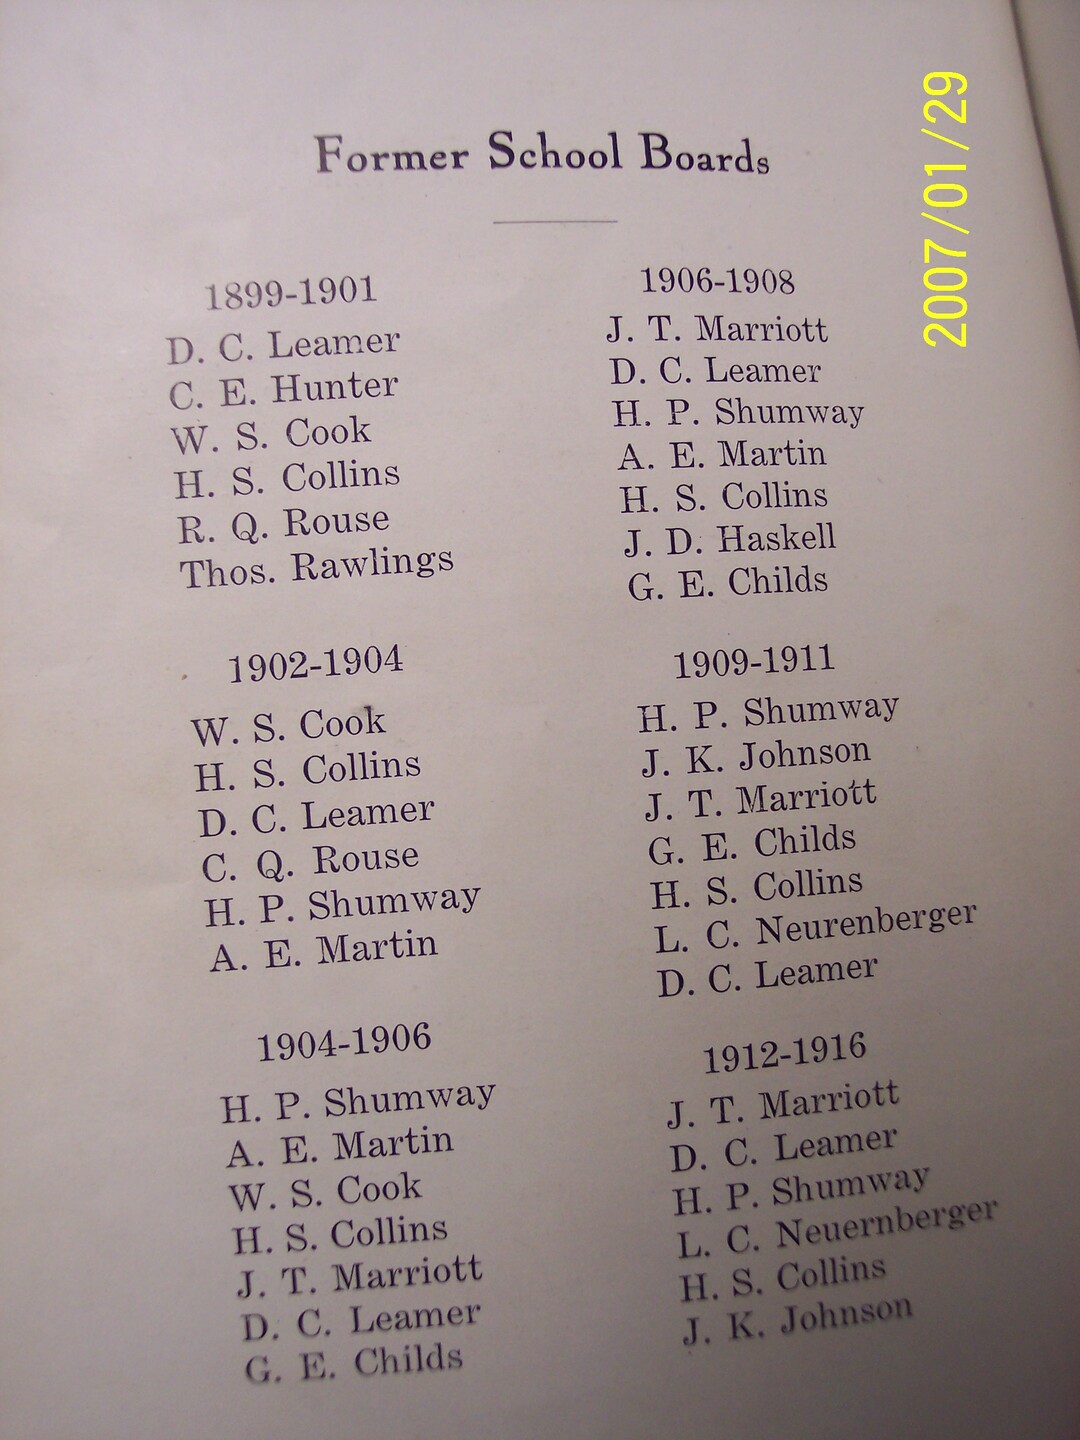 Former School Boards
1899-1901
D. C. Leamer
C. E. Hunter
W. S. Cook
H. S. Collins
R. Q. Rouse
Thos. Rawlings
1902-1904
W. S. Cook
H. S. Collins
D. C. Leamer
C. Q. Rouse
H. P. Shumway
A. E. Martin
1904-1906
H. P. Shumway
A. E. Martin
W. S. Cook
H. S. Collins
J. T. Marriott
D. C. Leamer
G. E. Childs
1906-1908
J. T. Marriott
D. C. Leamer
H. P. Shumway
A. E. Martin
H. S. Collins
J. D. Haskell
G. E. Childs
1909-1911
H. P. Shumway
J. K. Johnson
J. T. Marriott
G. E. Childs
H. S. Collins
L. C. Neurenberger
D. C. Leamer
1912-1916
J. T. Marriott
D. C. Leamer
H. P. Shumway
L. C. Neuernberger
H. S. Collins
J. K. Johnson
2007/01/29